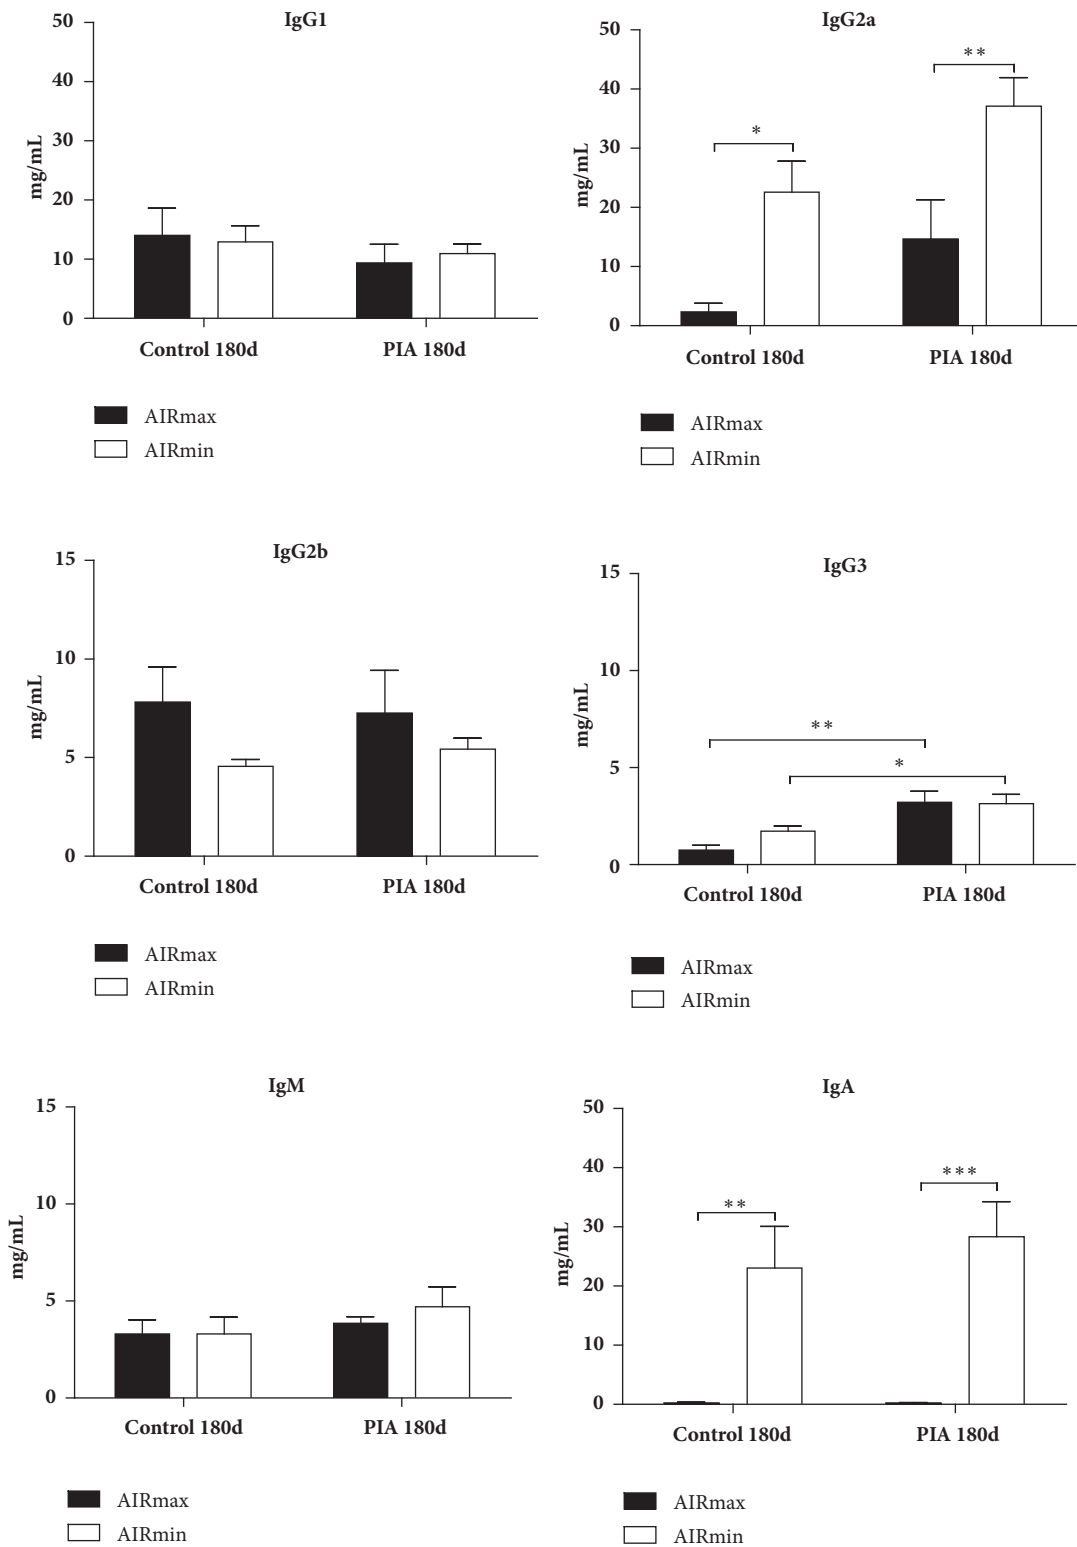 IgG1
50
40
30
20
10
0
mg/mL
Control 180d PIA 180d
AIRmax
AIRmin
IgG2a
50
40
30
20
10
0
mg/mL
*
**
Control 180d PIA 180d
AIRmax
AIRmin
IgG2b
15
10
5
0
mg/mL
Control 180d PIA 180d
AIRmax
AIRmin
IgG3
15
10
5
0
mg/mL
**
*
Control 180d PIA 180d
AIRmax
AIRmin
IgM
15
10
5
0
mg/mL
Control 180d PIA 180d
AIRmax
AIRmin
IgA
50
40
30
20
10
0
mg/mL
**
***
Control 180d PIA 180d
AIRmax
AIRmin